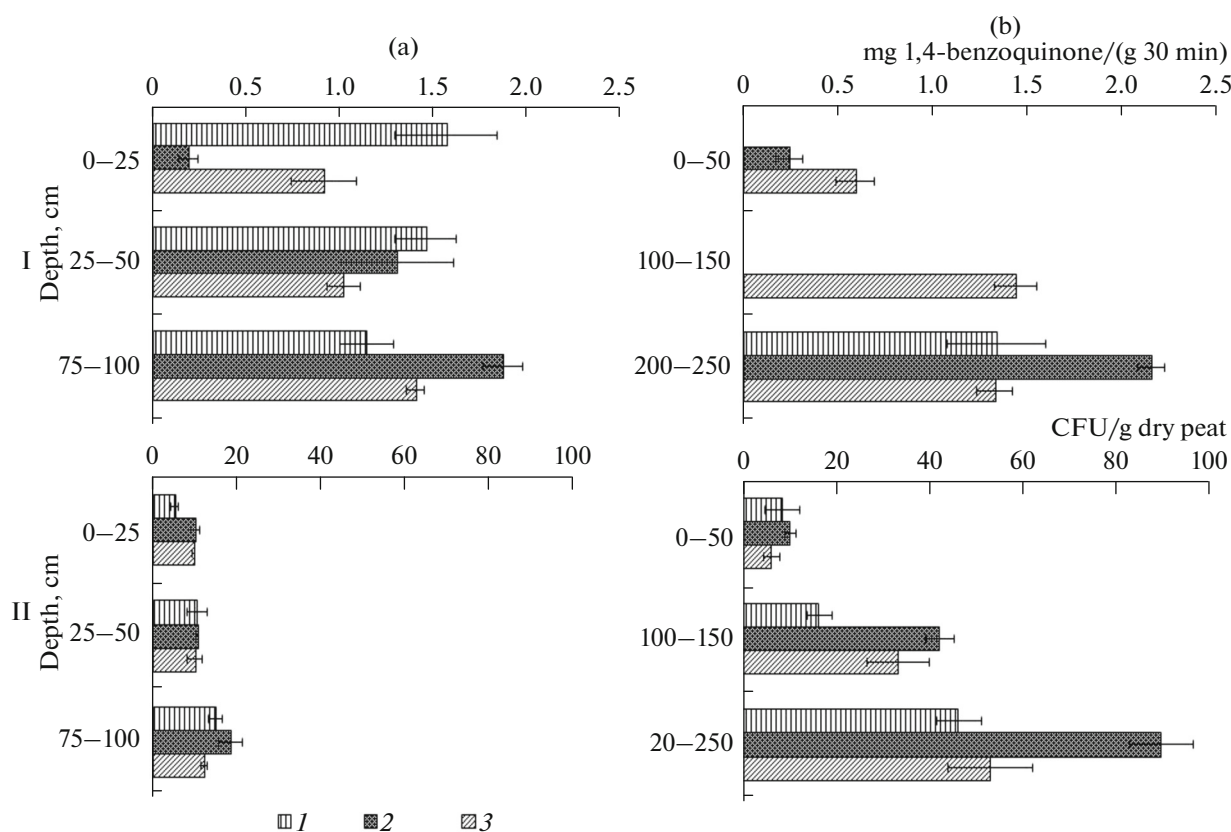 (a)
(b)
mg 1,4-benzoquinone/(g 30 min)
0 0.5 1.0 1.5 2.0 2.5
0 0.5 1.0 1.5 2.0 2.5
0–25
25–50
75–100
I
Depth, cm
0–50
100–150
200–250
CFU/g dry peat
0 20 40 60 80 100
0 20 40 60 80 100
0–25
25–50
75–100
II
Depth, cm
0–50
100–150
20–250
1 2 3